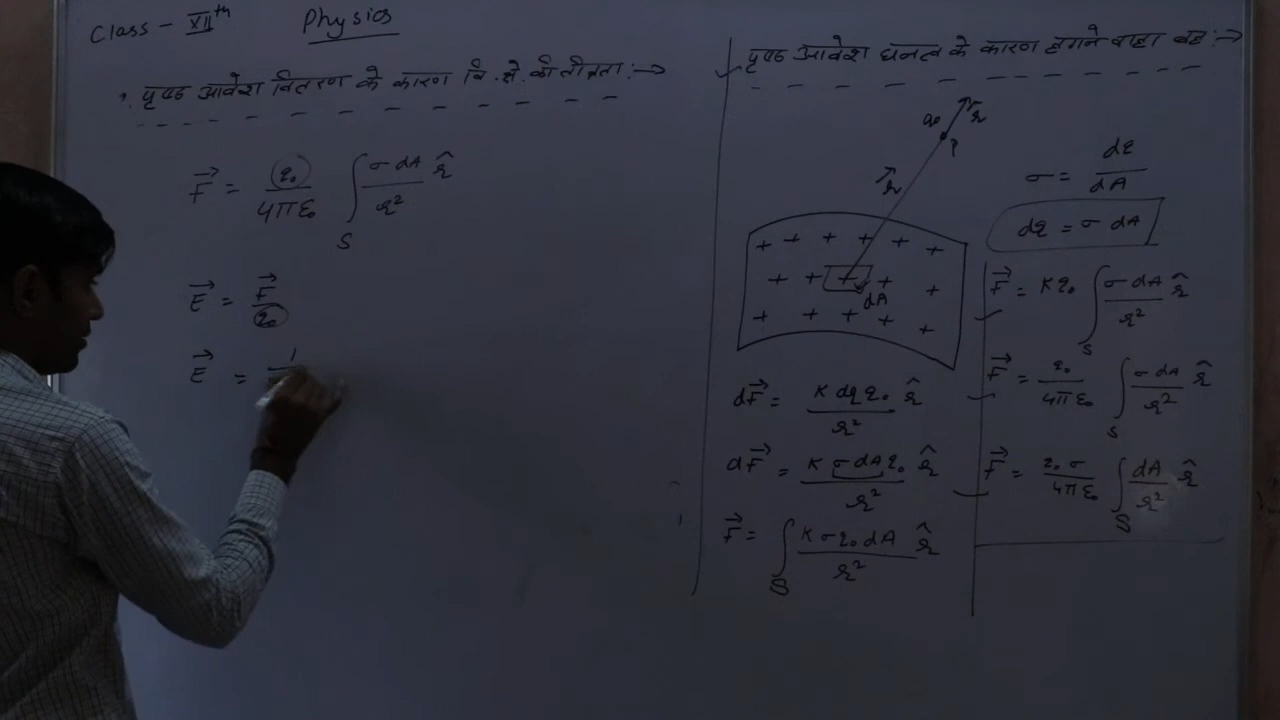 Class - XIIth Physics
पृष्ठ आवेश वितरण के कारण वि. क्षे. की तीव्रता :→
F⃗ = q₀/4πε₀ ∫S σ dA/r² r̂
E⃗ = F⃗/q₀
E⃗ = 1
पृष्ठ आवेश घनत्व के कारण लगने वाला बल :→
q₀ r⃗
P
r⃗
+ + + + + +
+ + + + +
dA
+ + + + +
σ = dq/dA
dq = σ dA
dF⃗ = K dq q₀/r² r̂
dF⃗ = K σ dA q₀/r² r̂
F⃗ = ∫S K σ q₀ dA/r² r̂
F⃗ = K q₀ ∫S σ dA/r² r̂
F⃗ = q₀/4πε₀ ∫S σ dA/r² r̂
F⃗ = q₀ σ/4πε₀ ∫S dA/r² r̂